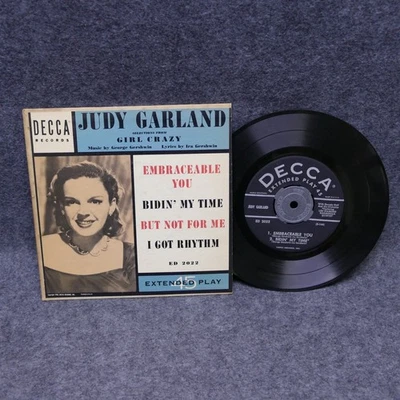 DECCA
RECORDS
JUDY GARLAND
SELECTIONS FROM
GIRL CRAZY
Music by George Gershwin Lyrics by Ira Gershwin
EMBRACEABLE
YOU
BIDIN' MY TIME
BUT NOT FOR ME
I GOT RHYTHM
ED 2022
45
EXTENDED PLAY
DECCA
EXTENDED PLAY 45
JUDY GARLAND
ED 2022
1. EMBRACEABLE YOU
2. BIDIN' MY TIME